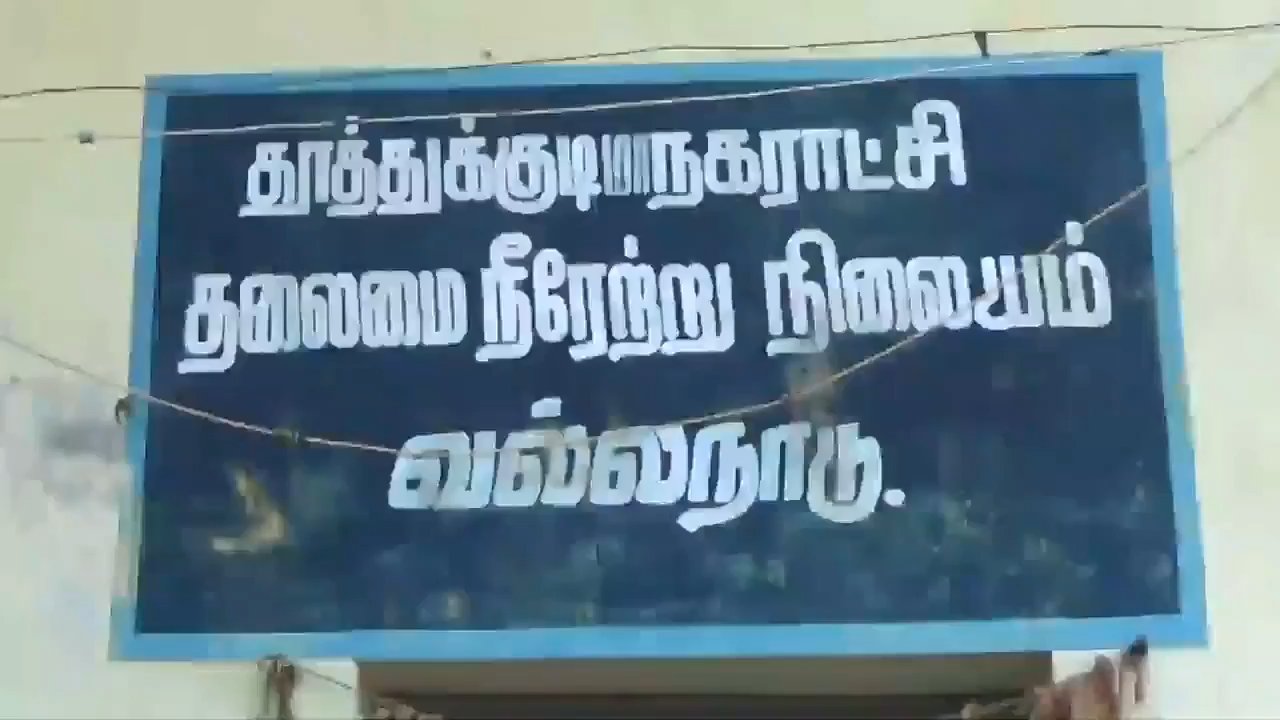 தூத்துக்குடிமாநகராட்சி
தலைமை நீரேற்று நிலையம்
வல்லநாடு.